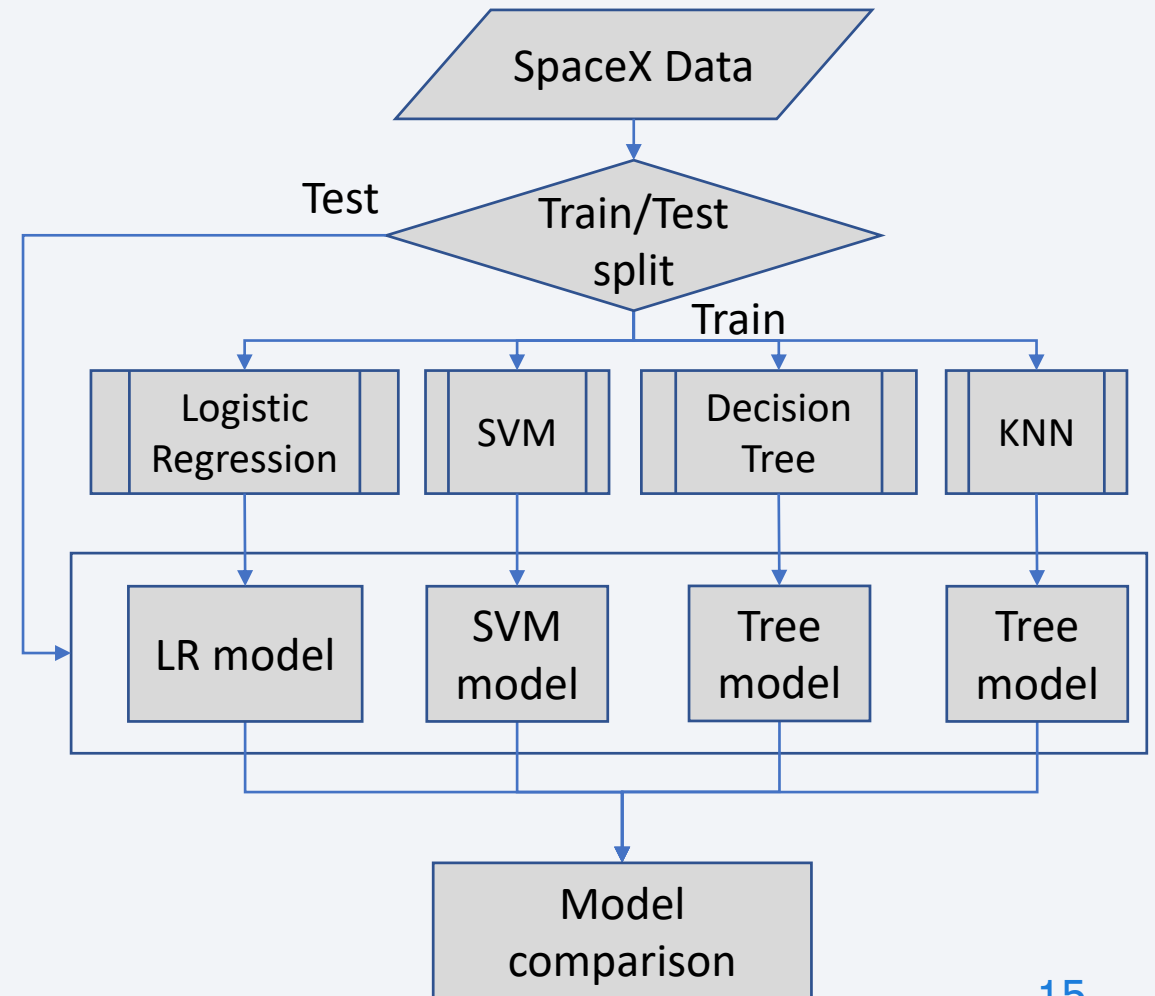 SpaceX Data
Test
Train/Test
split
Train
Logistic
Regression
SVM
Decision
Tree
KNN
LR model
SVM
model
Tree
model
Tree
model
Model
comparison
15